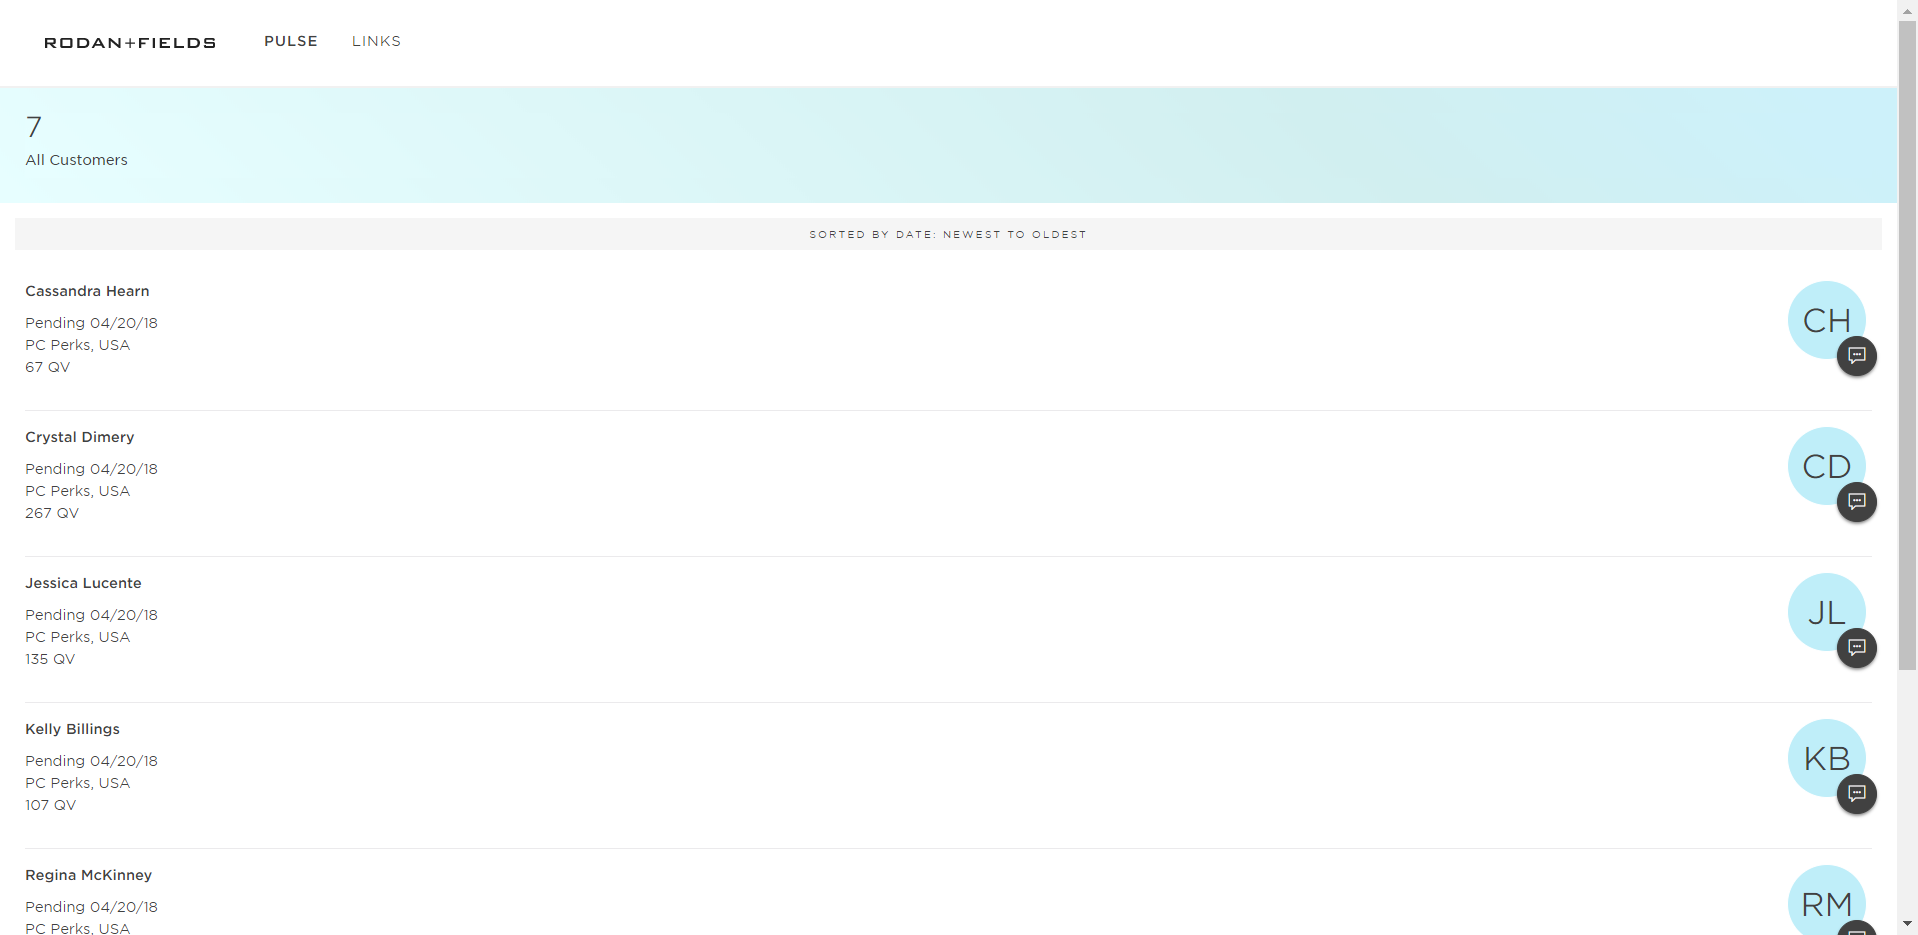 RODAN+FIELDS PULSE LINKS
7
All Customers
SORTED BY DATE: NEWEST TO OLDEST
Cassandra Hearn
Pending 04/20/18
PC Perks, USA
67 QV
CH
Crystal Dimery
Pending 04/20/18
PC Perks, USA
267 QV
CD
Jessica Lucente
Pending 04/20/18
PC Perks, USA
135 QV
JL
Kelly Billings
Pending 04/20/18
PC Perks, USA
107 QV
KB
Regina McKinney
Pending 04/20/18
PC Perks, USA
RM